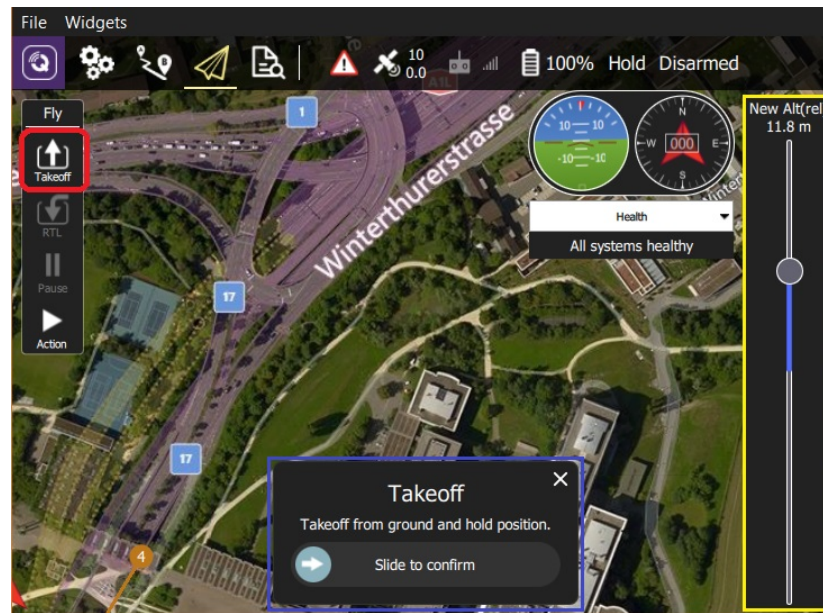 File Widgets
10
0.0
100% Hold Disarmed
A1L
Fly
Takeoff
RTL
Pause
Action
1
17
17
4
Winterthurerstrasse
10 10
-10 -10
N
W 000 E
S
New Alt(rel
11.8 m
Health
All systems healthy
Takeoff
Takeoff from ground and hold position.
Slide to confirm